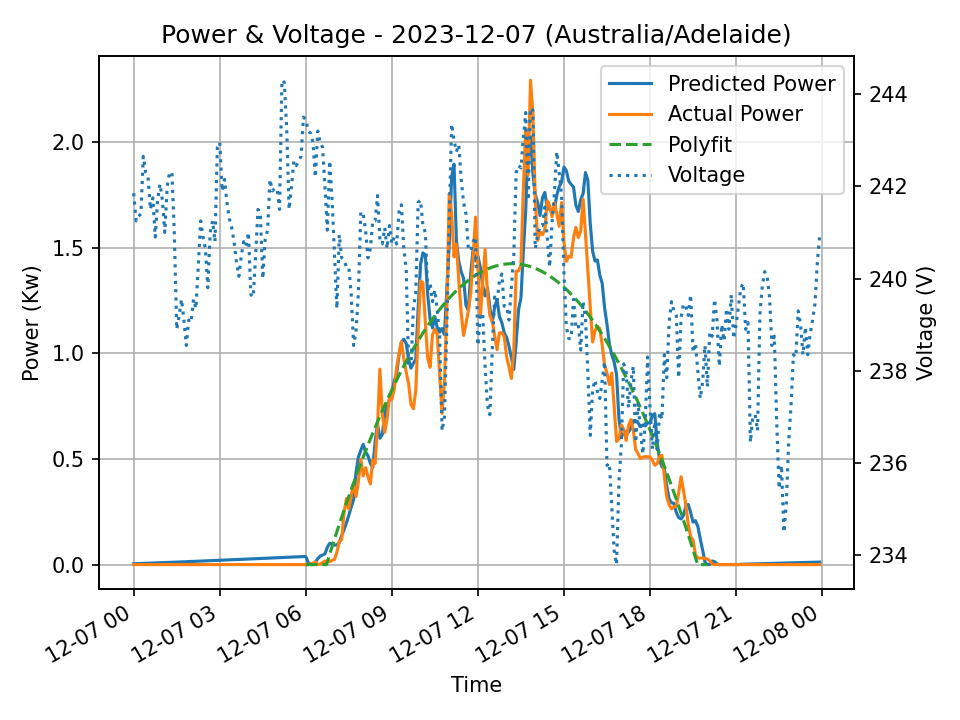 Power & Voltage - 2023-12-07 (Australia/Adelaide)
Predicted Power
Actual Power
Polyfit
Voltage
Power (Kw)
2.0
1.5
1.0
0.5
0.0
Voltage (V)
244
242
240
238
236
234
12-07 00
12-07 03
12-07 06
12-07 09
12-07 12
12-07 15
12-07 18
12-07 21
12-08 00
Time